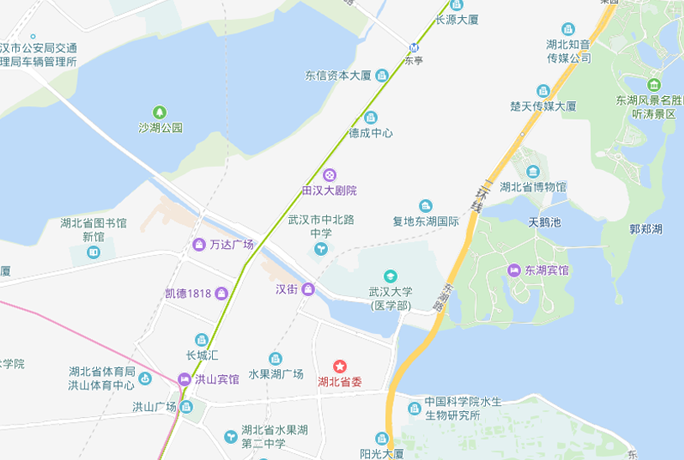 长源大厦
汉市公安局交通
理局车辆管理所
东亭
湖北知音
传媒公司
东信资本大厦
楚天传媒大厦
东湖风景名胜
听涛景区
沙湖公园
德成中心
田汉大剧院
二环线
湖北省博物馆
湖北省图书馆
新馆
武汉市中北路
中学
复地东湖国际
天鹅池
郭郑湖
万达广场
厦
东湖宾馆
凯德1818
汉街
武汉大学
(医学部)
东湖路
长城汇
术学院
湖北省体育局
洪山体育中心
洪山宾馆
水果湖广场
湖北省委
洪山广场
中国科学院水生
生物研究所
湖北省水果湖
第二中学
阳光大厦
东